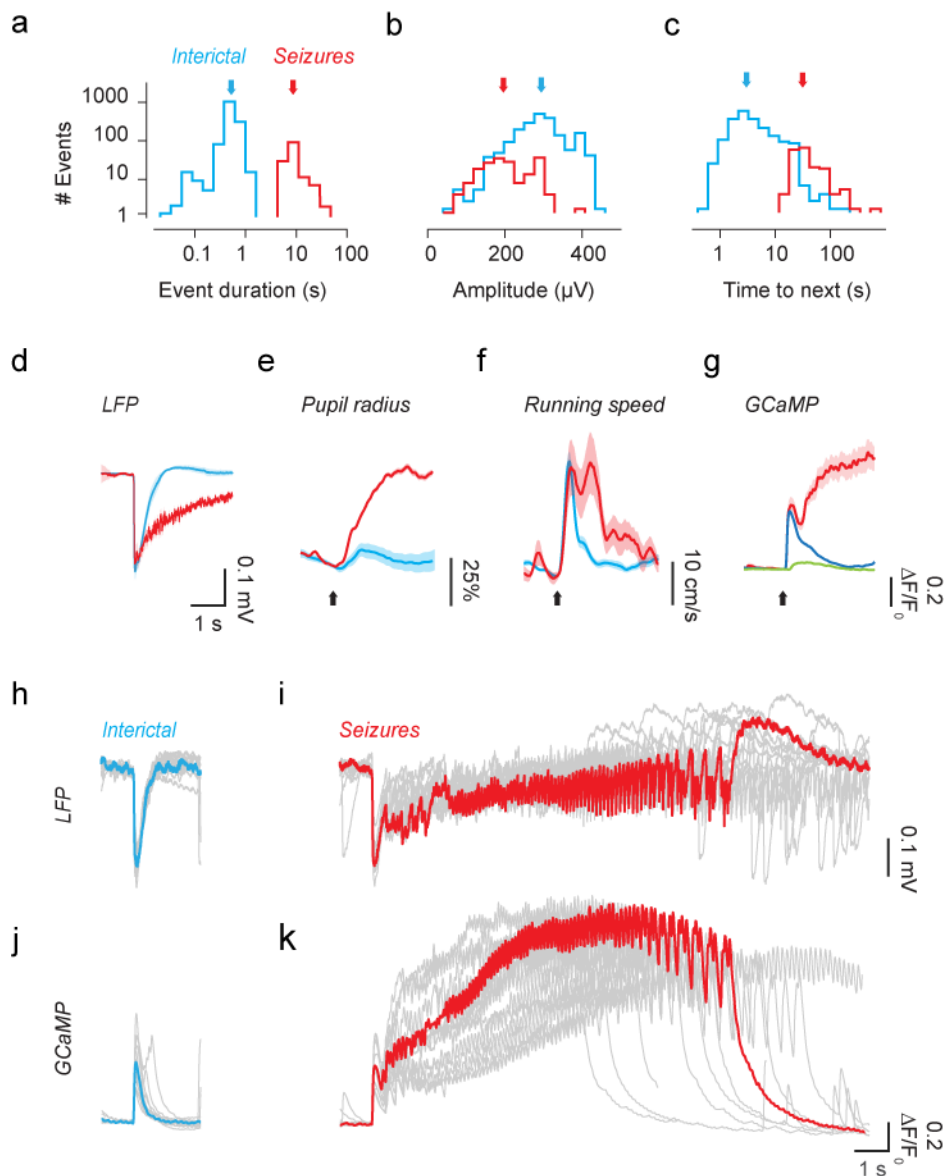 a
b
c
Interictal
Seizures
# Events
1000
100
10
1
0.1
1
10
100
Event duration (s)
0
200
400
Amplitude (µV)
1
10
100
Time to next (s)
d
e
f
g
LFP
Pupil radius
Running speed
GCaMP
0.1 mV
1 s
25%
10 cm/s
0.2
ΔF/F0
h
i
Interictal
Seizures
LFP
0.1 mV
j
k
GCaMP
0.2
ΔF/F0
1 s